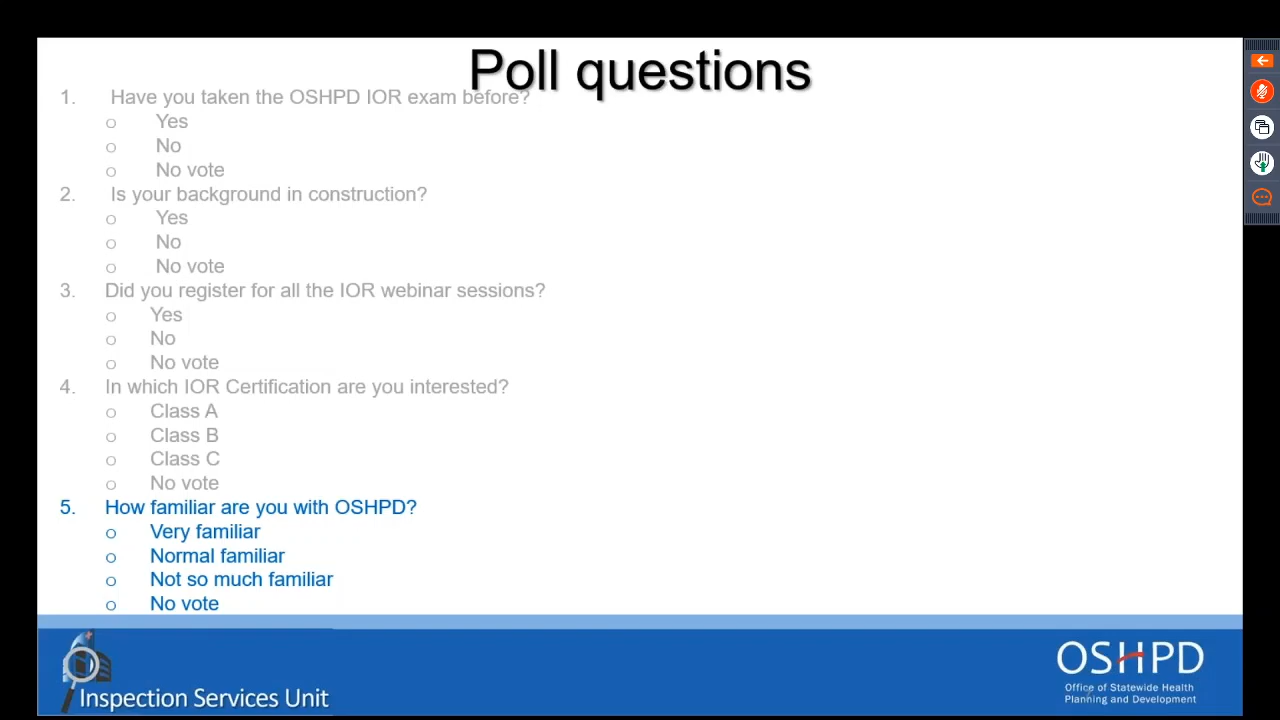 Poll questions
1. Have you taken the OSHPD IOR exam before?
o Yes
o No
o No vote
2. Is your background in construction?
o Yes
o No
o No vote
3. Did you register for all the IOR webinar sessions?
o Yes
o No
o No vote
4. In which IOR Certification are you interested?
o Class A
o Class B
o Class C
o No vote
5. How familiar are you with OSHPD?
o Very familiar
o Normal familiar
o Not so much familiar
o No vote
Inspection Services Unit
OSHPD
Office of Statewide Health
Planning and Development